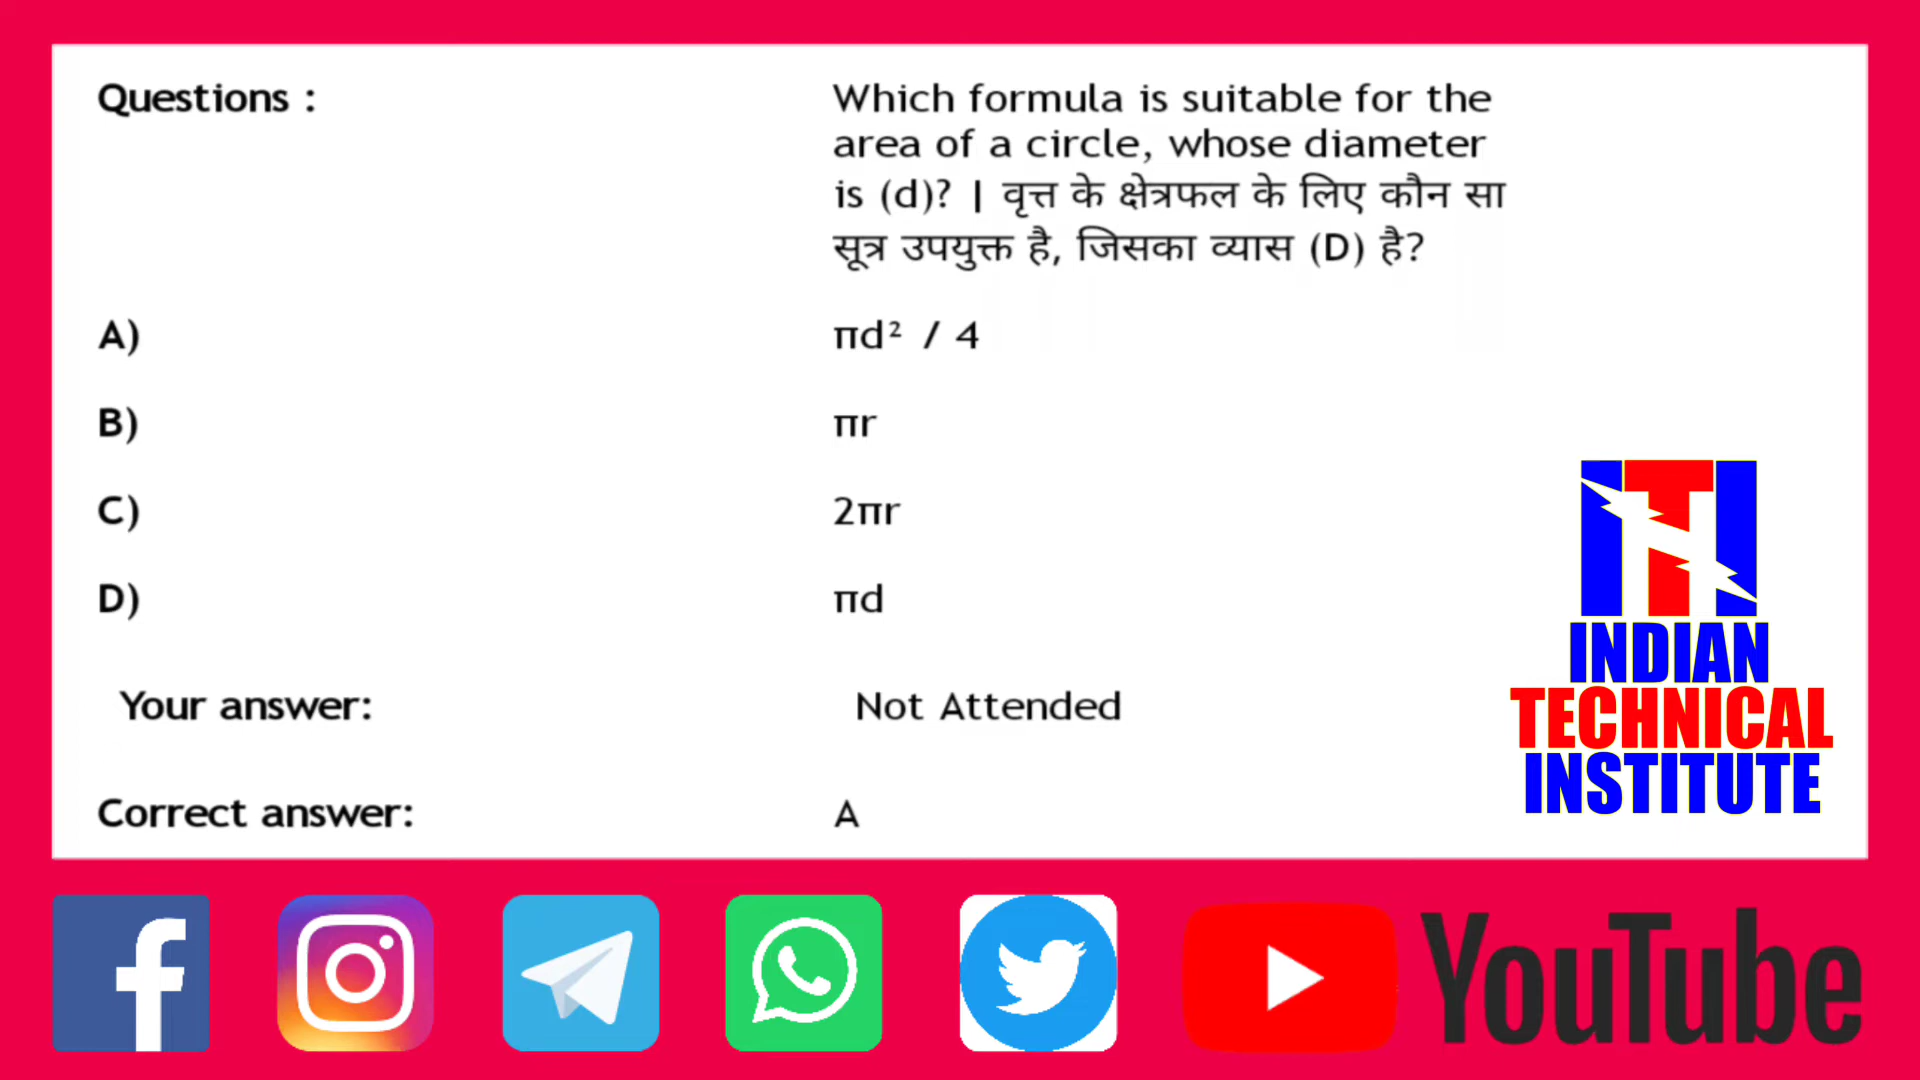 Questions :
Which formula is suitable for the
area of a circle, whose diameter
is (d)? | वृत्त के क्षेत्रफल के लिए कौन सा
सूत्र उपयुक्त है, जिसका व्यास (D) है?
A) πd² / 4
B) πr
C) 2πr
D) πd
Your answer: Not Attended
Correct answer: A
ITI
INDIAN
TECHNICAL
INSTITUTE
YouTube